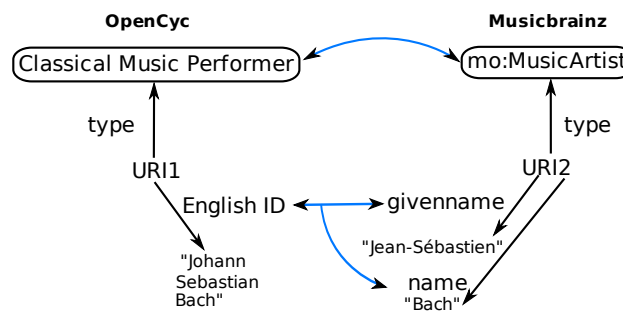 OpenCyc
Musicbrainz
Classical Music Performer
mo:MusicArtist
type
type
URI1
URI2
English ID
givenname
"Jean-Sébastien"
"Johann
Sebastian
Bach"
name
"Bach"